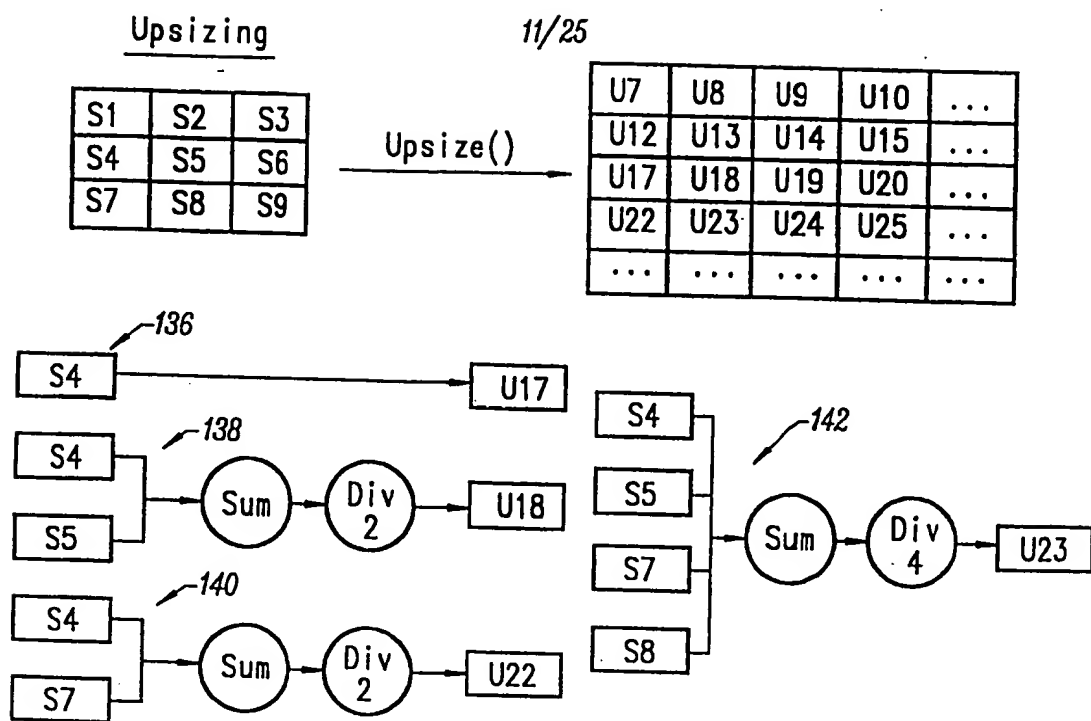 Upsizing
11/25
S1 S2 S3
S4 S5 S6
S7 S8 S9
Upsize()
U7 U8 U9 U10 ...
U12 U13 U14 U15 ...
U17 U18 U19 U20 ...
U22 U23 U24 U25 ...
... ... ... ... ...
136
S4 U17
138
S4
S5
Sum Div 2 U18
140
S4
S7
Sum Div 2 U22
142
S4
S5
S7
S8
Sum Div 4 U23